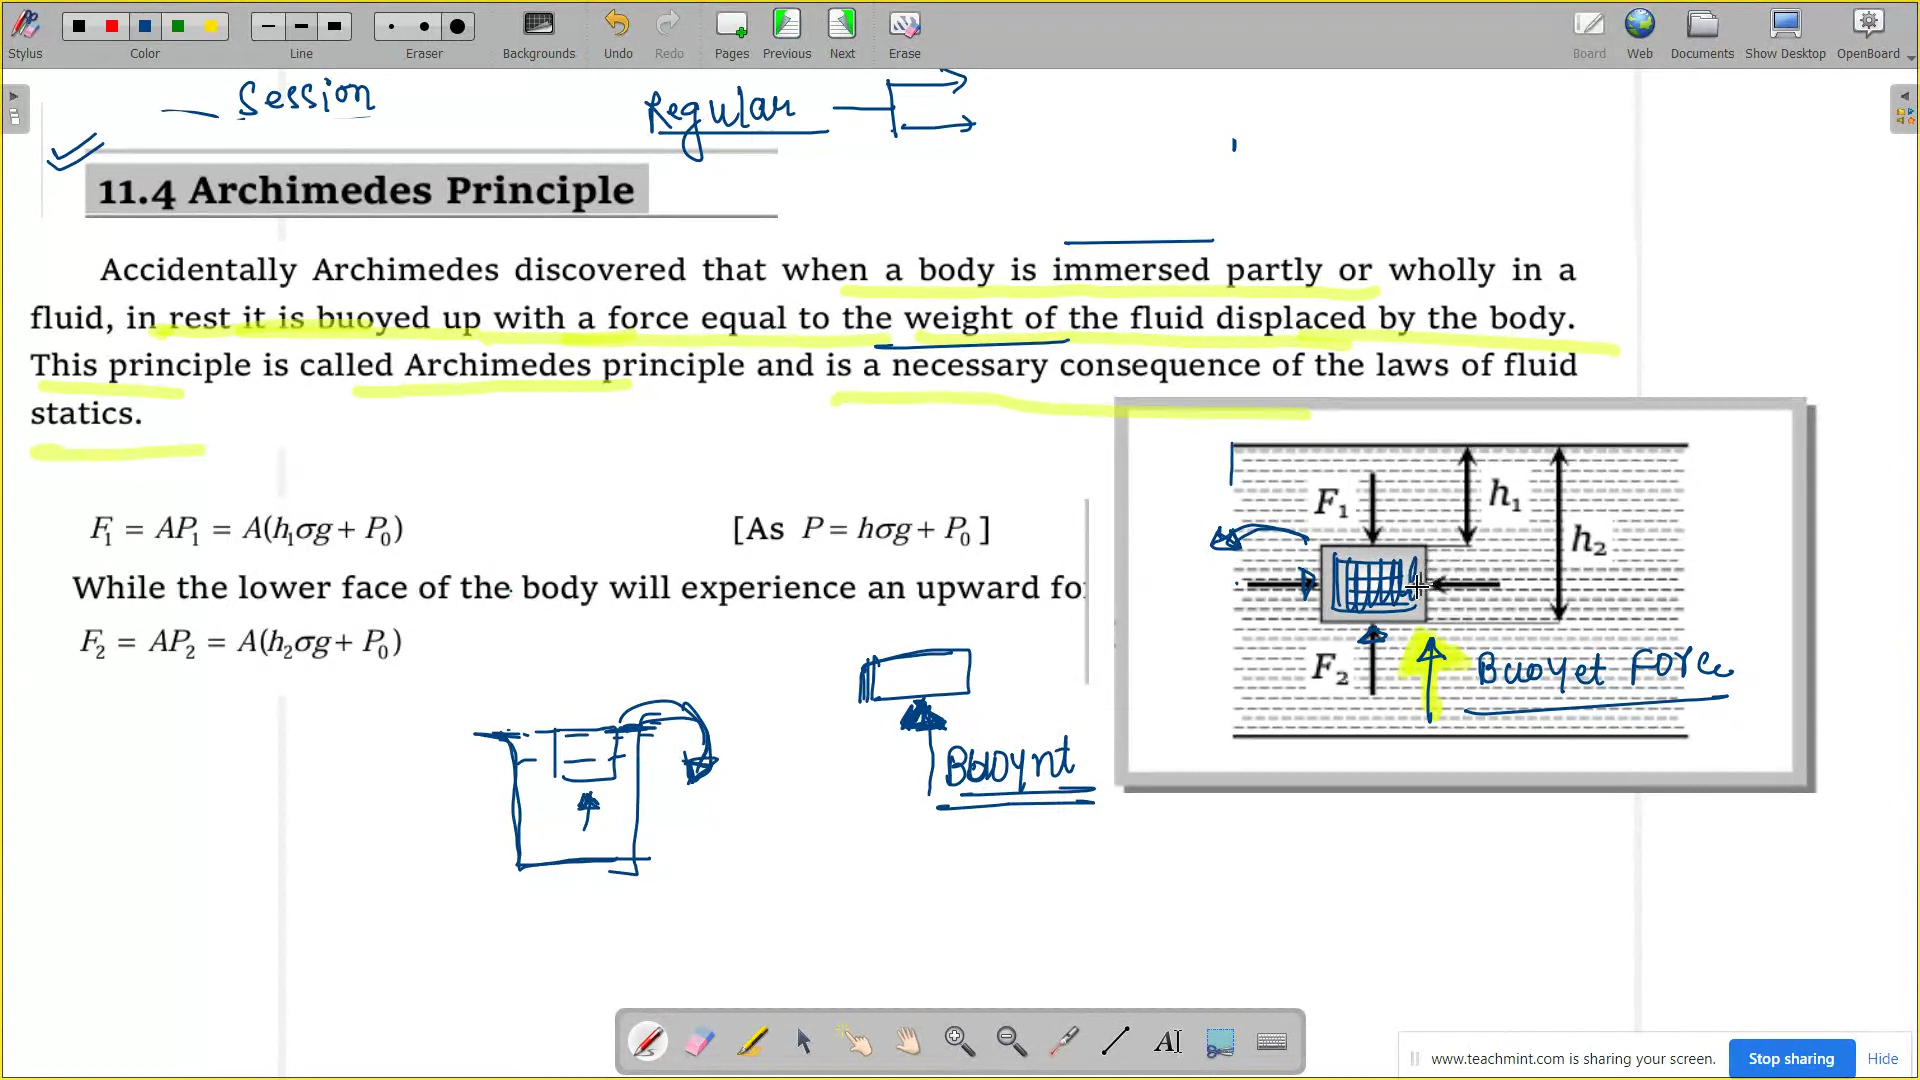 Stylus
Color
Line
Eraser
Backgrounds
Undo
Redo
Pages
Previous
Next
Erase
Board
Web
Documents
Show Desktop
OpenBoard
Session
Regular
11.4 Archimedes Principle
Accidentally Archimedes discovered that when a body is immersed partly or wholly in a
fluid, in rest it is buoyed up with a force equal to the weight of the fluid displaced by the body.
This principle is called Archimedes principle and is a necessary consequence of the laws of fluid
statics.
F₁ = AP₁ = A(h₁σg + P₀)
[As P = hσg + P₀ ]
While the lower face of the body will experience an upward for
F₂ = AP₂ = A(h₂σg + P₀)
F₁
h₁
h₂
F₂
Buoyet Force
Buoynt
AI
www.teachmint.com is sharing your screen.
Stop sharing
Hide